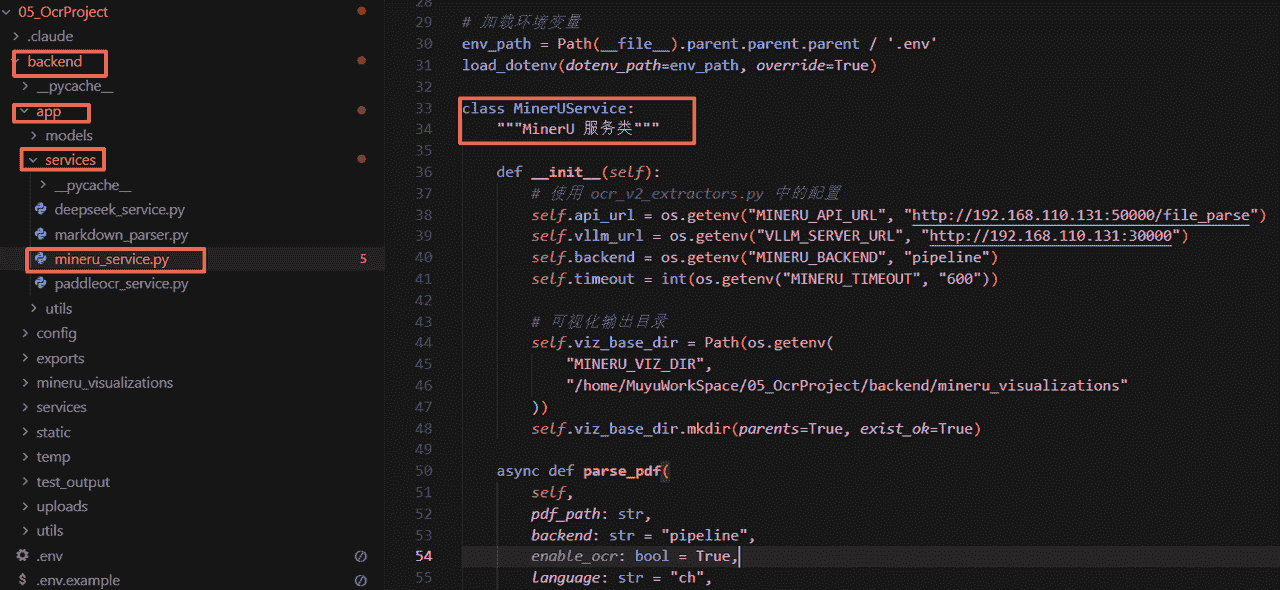 05_OcrProject
.claude
backend
__pycache__
app
models
services
__pycache__
deepseek_service.py
markdown_parser.py
mineru_service.py 5
paddleocr_service.py
utils
config
exports
mineru_visualizations
services
static
temp
test_output
uploads
utils
.env
$ .env.example
28
29 # 加载环境变量
30 env_path = Path(__file__).parent.parent.parent / '.env'
31 load_dotenv(dotenv_path=env_path, override=True)
32
33 class MinerUService:
34 """MinerU 服务类"""
35
36 def __init__(self):
37 # 使用 ocr_v2_extractors.py 中的配置
38 self.api_url = os.getenv("MINERU_API_URL", "http://192.168.110.131:50000/file_parse")
39 self.vllm_url = os.getenv("VLLM_SERVER_URL", "http://192.168.110.131:30000")
40 self.backend = os.getenv("MINERU_BACKEND", "pipeline")
41 self.timeout = int(os.getenv("MINERU_TIMEOUT", "600"))
42
43 # 可视化输出目录
44 self.viz_base_dir = Path(os.getenv(
45 "MINERU_VIZ_DIR",
46 "/home/MuyuWorkSpace/05_OcrProject/backend/mineru_visualizations"
47 ))
48 self.viz_base_dir.mkdir(parents=True, exist_ok=True)
49
50 async def parse_pdf(
51 self,
52 pdf_path: str,
53 backend: str = "pipeline",
54 enable_ocr: bool = True,
55 language: str = "ch",